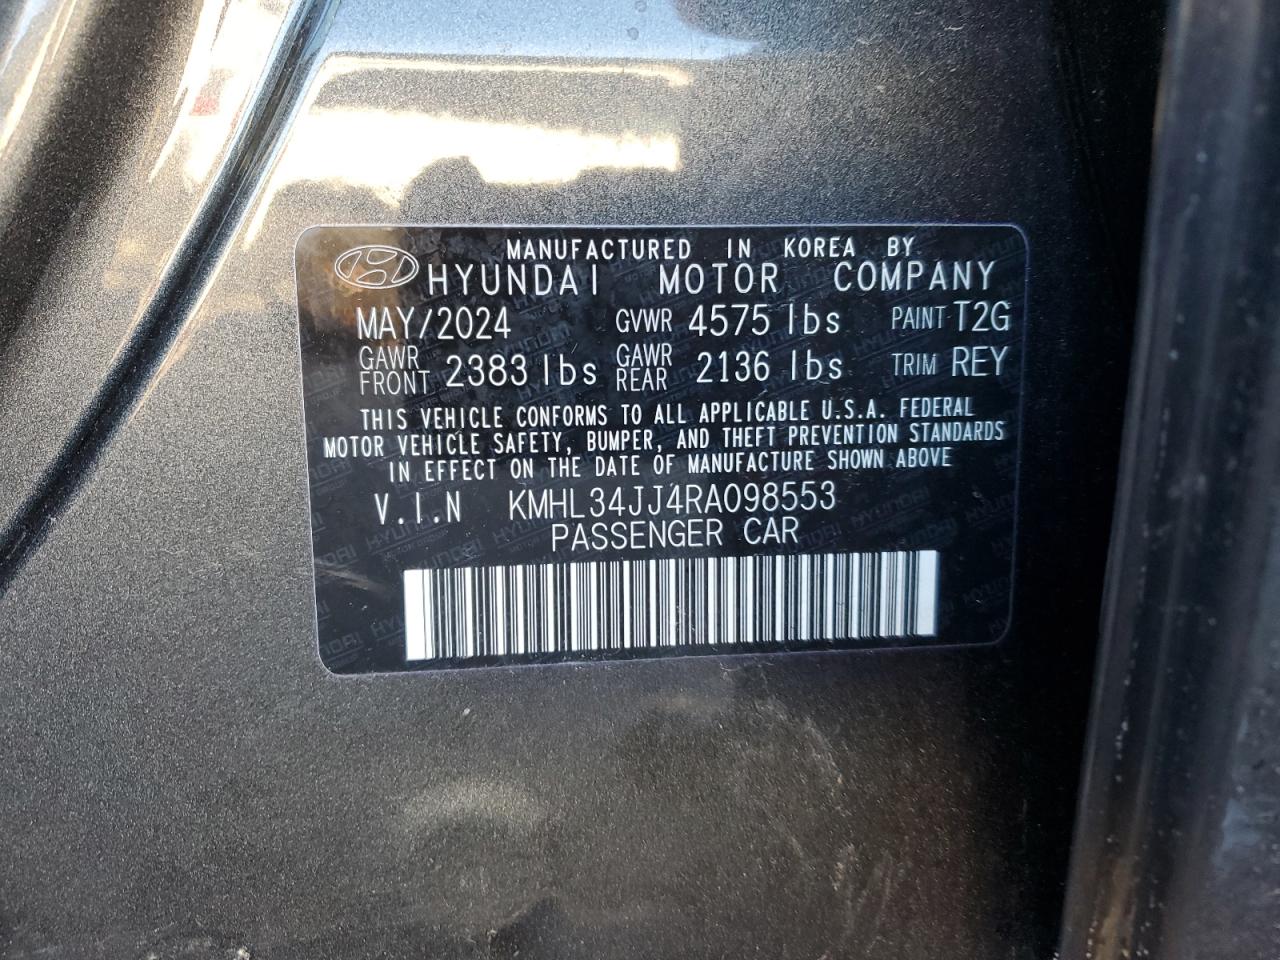 MANUFACTURED IN KOREA BY
HYUNDAI MOTOR COMPANY
MAY/2024 GVWR 4575 lbs PAINT T2G
GAWR FRONT 2383 lbs GAWR REAR 2136 lbs TRIM REY
THIS VEHICLE CONFORMS TO ALL APPLICABLE U.S.A. FEDERAL
MOTOR VEHICLE SAFETY, BUMPER, AND THEFT PREVENTION STANDARDS
IN EFFECT ON THE DATE OF MANUFACTURE SHOWN ABOVE
V.I.N KMHL34JJ4RA098553
PASSENGER CAR